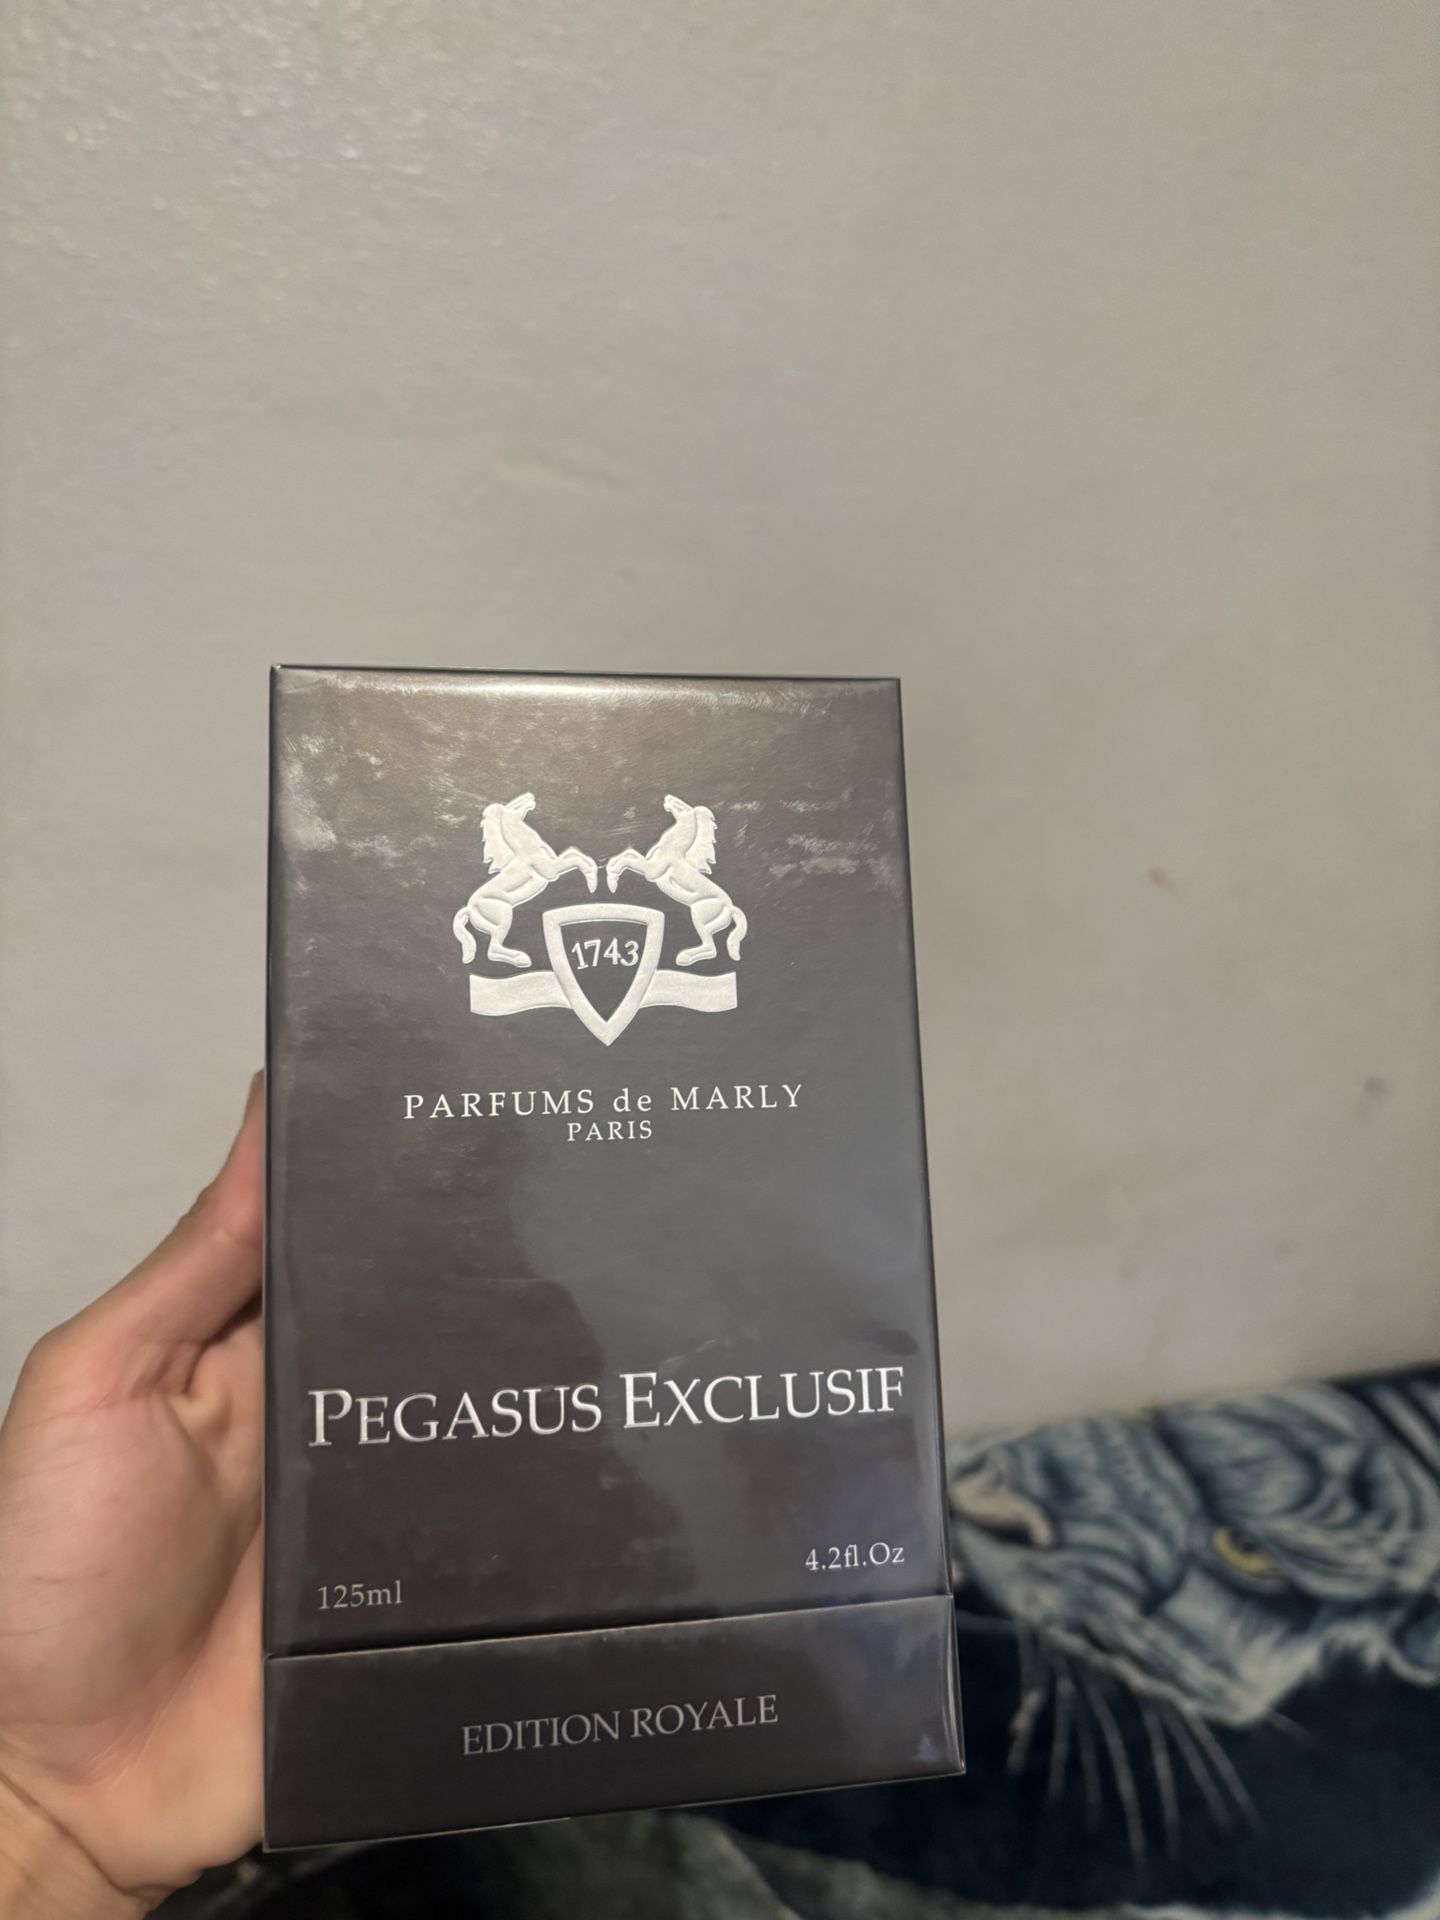 1743
PARFUMS de MARLY
PARIS
PEGASUS EXCLUSIF
125ml
4.2fl.Oz
EDITION ROYALE